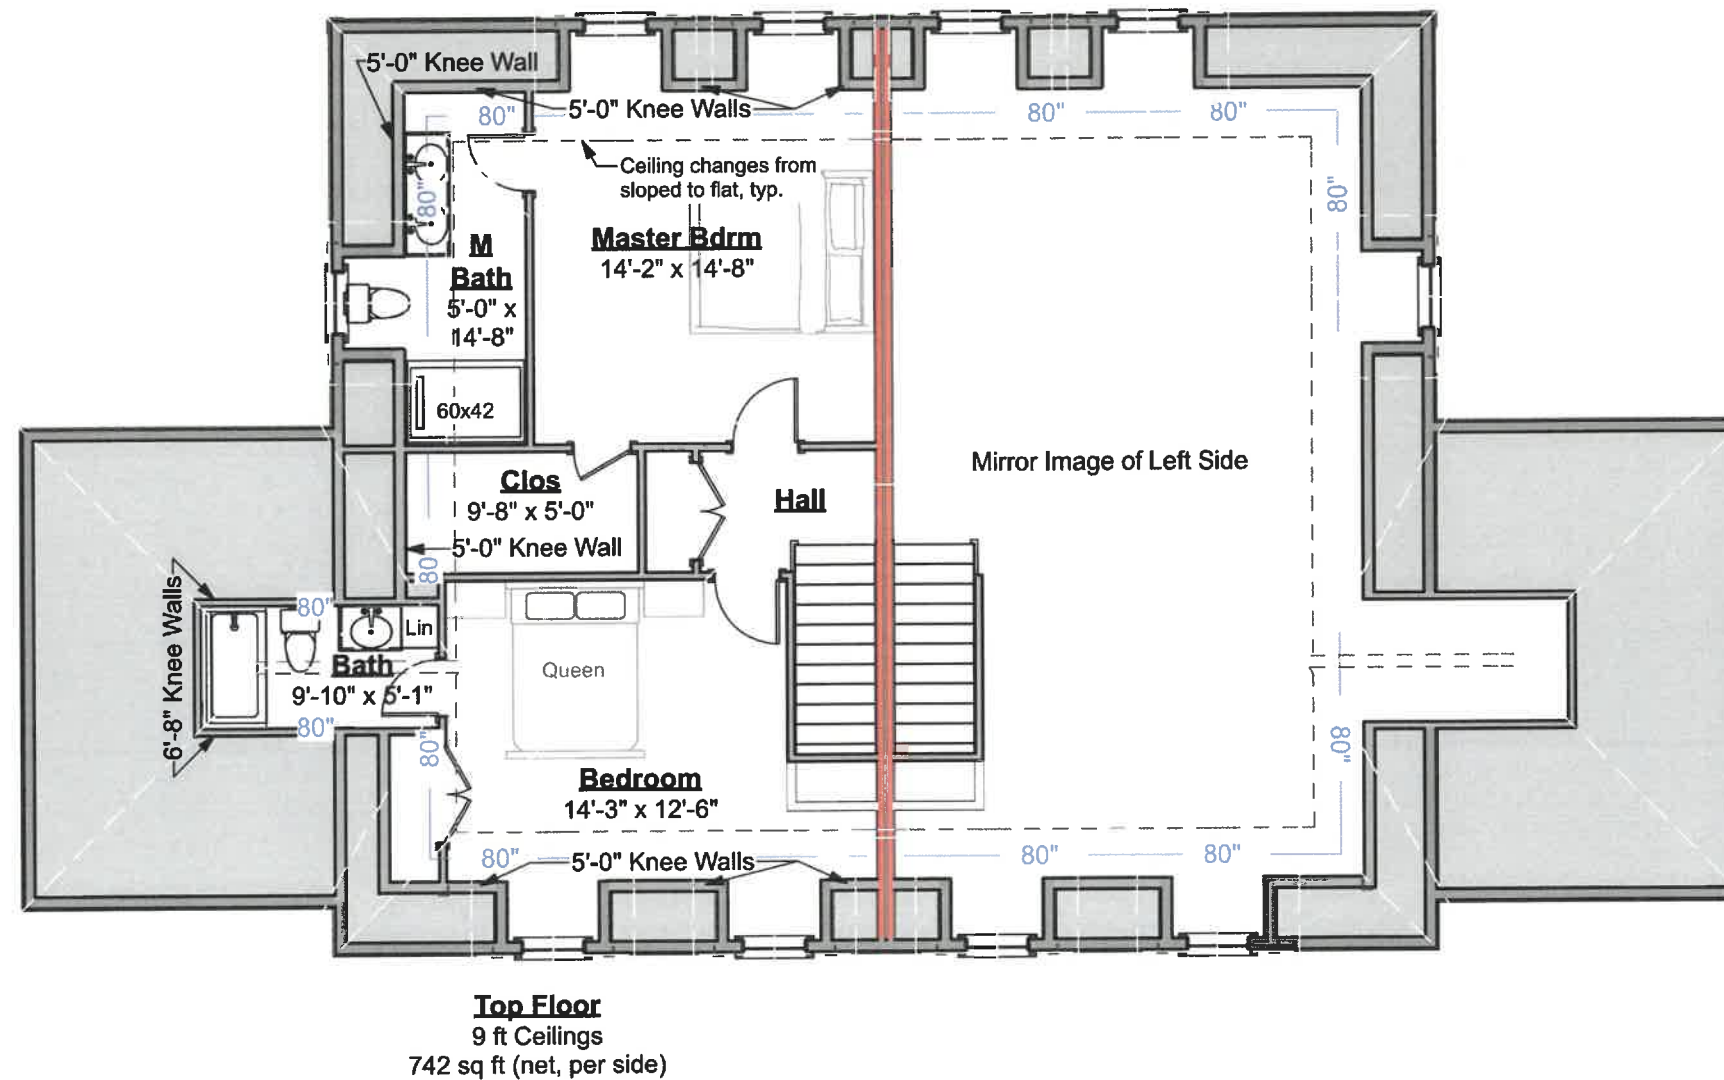 5'-0" Knee Wall
80"
5'-0" Knee Walls
80"
80"
Ceiling changes from
sloped to flat, typ.
80"
80"
M
Bath
5'-0" x
14'-8"
Master Bdrm
14'-2" x 14'-8"
60x42
Mirror Image of Left Side
Clos
9'-8" x 5'-0"
Hall
5'-0" Knee Wall
80"
6'-8" Knee Walls
80"
Lin
Bath
9'-10" x 5'-1"
80"
Queen
80"
80"
Bedroom
14'-3" x 12'-6"
80"
5'-0" Knee Walls
80"
80"
Top Floor
9 ft Ceilings
742 sq ft (net, per side)